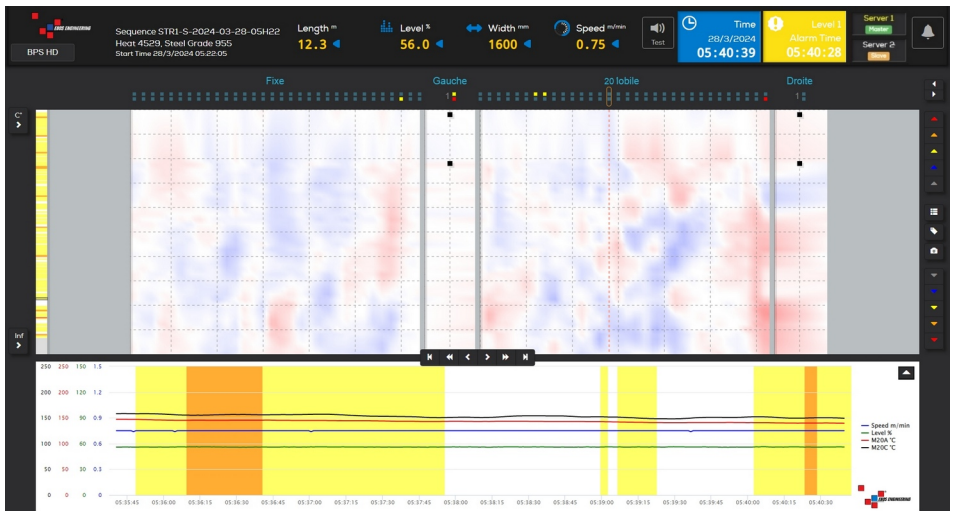 EBDS ENGINEERING
BPS HD
Sequence STR1-S-2024-03-28-05H22
Heat 4529, Steel Grade 955
Start Time 28/3/2024 05:22:05
Length m
12.3
Level %
56.0
Width mm
1600
Speed m/min
0.75
Test
Time
28/3/2024
05:40:39
Level 1
Alarm Time
05:40:28
Server 1
Master
Server 2
Slave
Fixe
Gauche
20 lobile
Droite
1
1
C°
Inf
250 250 150 1.5
200 200 120 1.2
150 150 90 0.9
100 100 60 0.6
50 50 30 0.3
0 0 0 0
05:35:45 05:36:00 05:36:15 05:36:30 05:36:45 05:37:00 05:37:15 05:37:30 05:37:45 05:38:00 05:38:15 05:38:30 05:38:45 05:39:00 05:39:15 05:39:30 05:39:45 05:40:00 05:40:15 05:40:30
Speed m/min
Level %
M20A °C
M20C °C
EBDS ENGINEERING